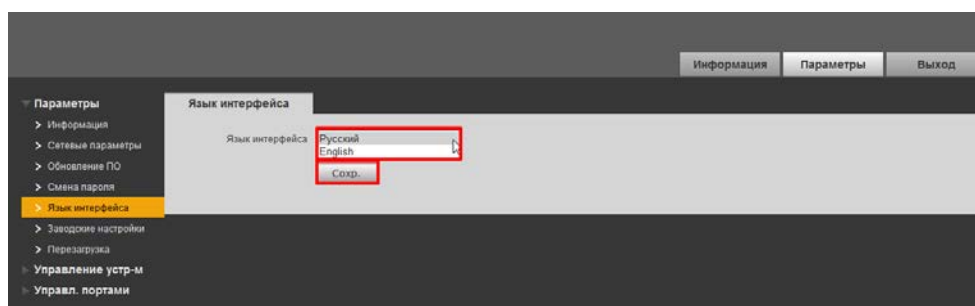 Информация Параметры Выход
Параметры
Информация
Сетевые параметры
Обновление ПО
Смена пароля
Язык интерфейса
Заводские настройки
Перезагрузка
Управление устр-м
Управл. портами
Язык интерфейса
Язык интерфейса
Русский
English
Сохр.